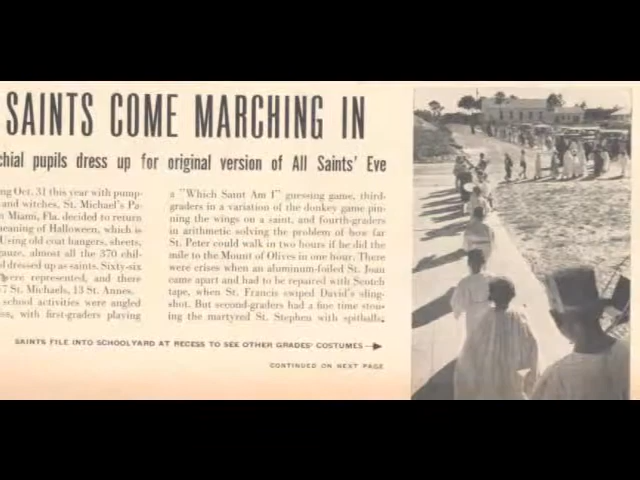 SAINTS COME MARCHING IN
chial pupils dress up for original version of All Saints' Eve
ng Oct. 31 this year with pump-
and witches, St. Michael's Pa-
n Miami, Fla. decided to return
meaning of Halloween, which is
Using old coat hangers, sheets,
gauze, almost all the 370 chil-
l dressed up as saints. Sixty-six
were represented, and there
7 St. Michaels, 13 St. Annes.
school activities were angled
es, with first-graders playing
a "Which Saint Am I" guessing game, third-
graders in a variation of the donkey game pin-
ning the wings on a saint, and fourth-graders
in arithmetic solving the problem of how far
St. Peter could walk in two hours if he did the
mile to the Mount of Olives in one hour. There
were crises when an aluminum-foiled St. Joan
came apart and had to be repaired with Scotch
tape, when St. Francis swiped David's sling-
shot. But second-graders had a fine time ston-
ing the martyred St. Stephen with spitballs.
SAINTS FILE INTO SCHOOLYARD AT RECESS TO SEE OTHER GRADES' COSTUMES
CONTINUED ON NEXT PAGE